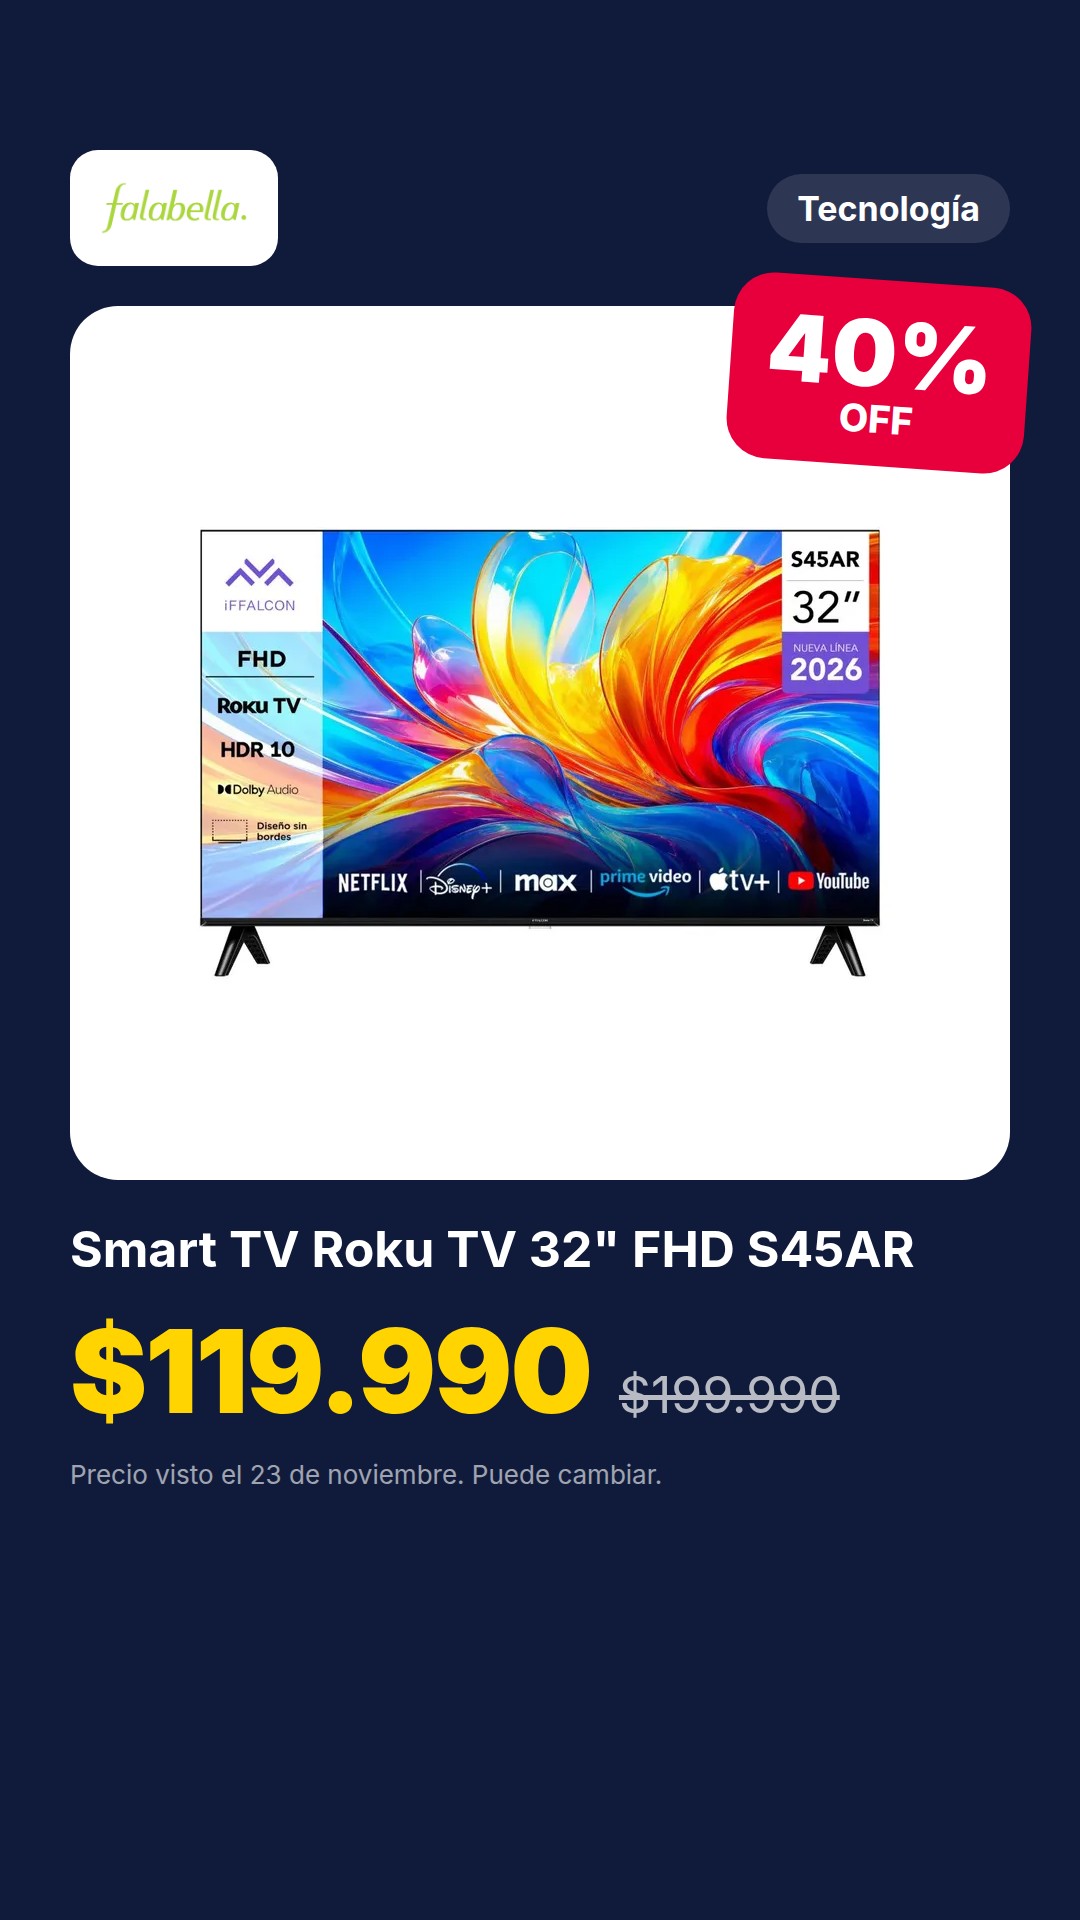 falabella.
Tecnología
40%
OFF
iFFALCON
FHD
Roku TV
HDR 10
Dolby Audio
Diseño sin
bordes
S45AR
32”
NUEVA LÍNEA
2026
NETFLIX | Disney+ | max | prime video | tv+ | YouTube
Smart TV Roku TV 32" FHD S45AR
$119.990 $199.990
Precio visto el 23 de noviembre. Puede cambiar.